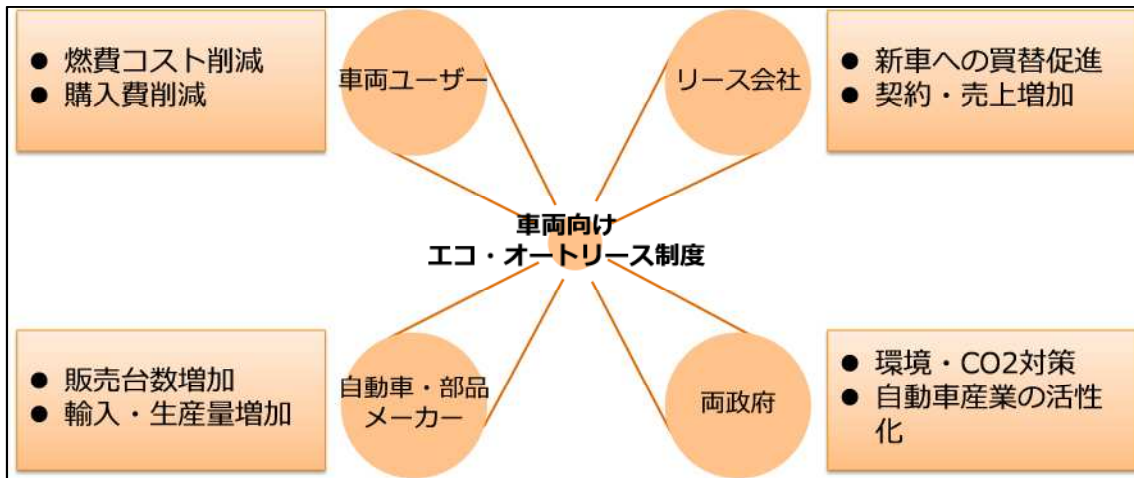 ● 燃費コスト削減
● 購入費削減
車両ユーザー
リース会社
● 新車への買替促進
● 契約・売上増加
車両向け
エコ・オートリース制度
● 販売台数増加
● 輸入・生産量増加
自動車・部品
メーカー
両政府
● 環境・CO2対策
● 自動車産業の活性
化